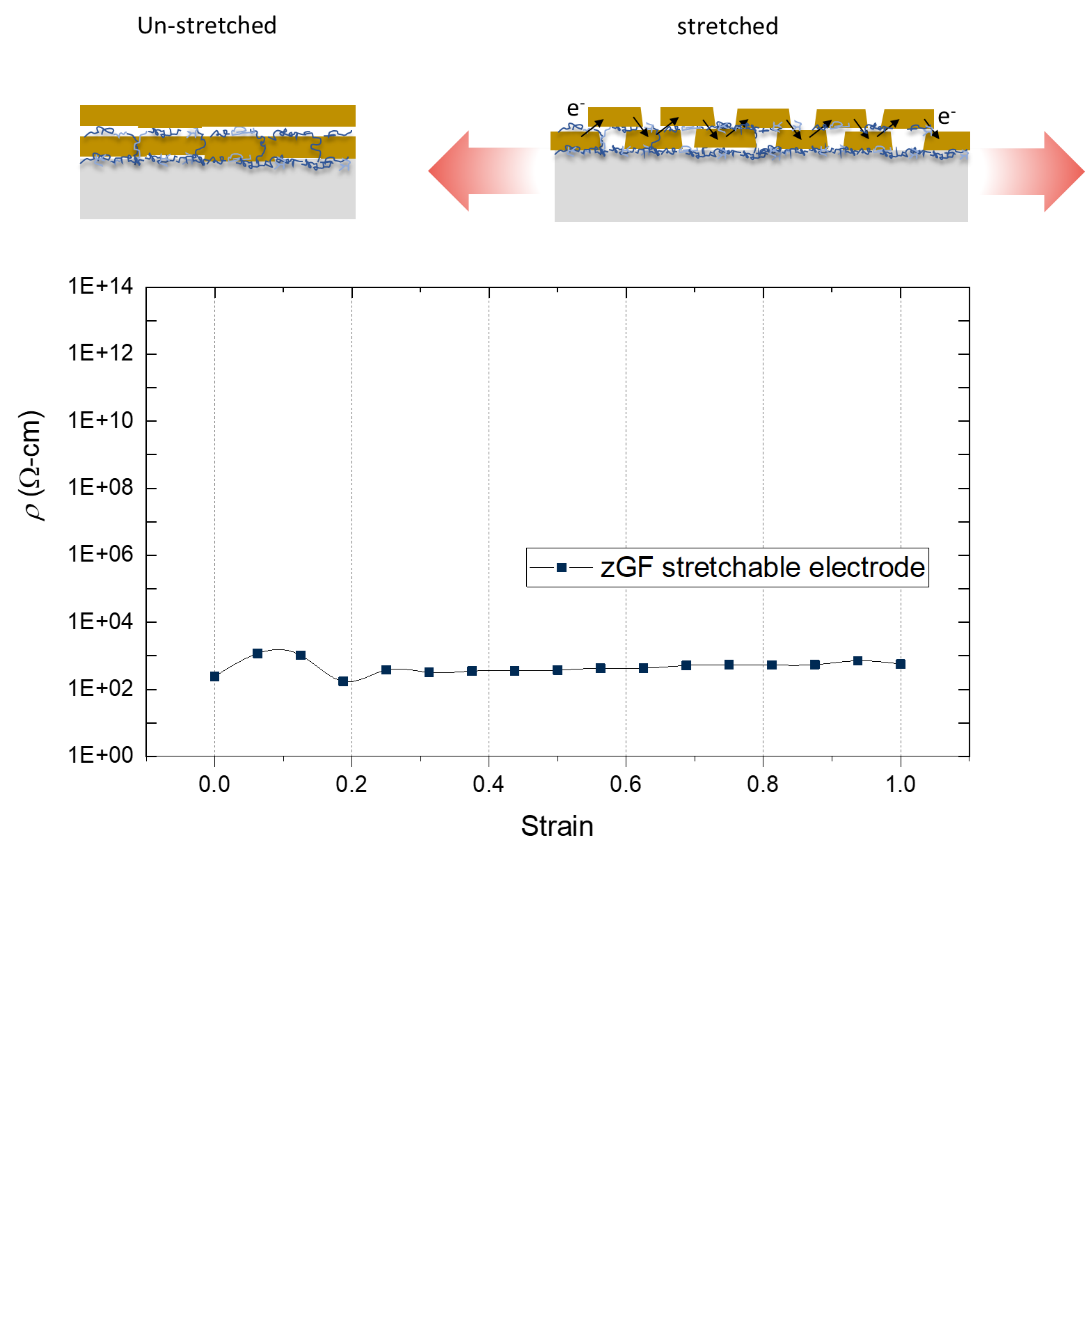 Un-stretched
stretched
e-
e-
1E+14
1E+12
1E+10
1E+08
1E+06
1E+04
1E+02
1E+00
ρ (Ω-cm)
zGF stretchable electrode
0.0 0.2 0.4 0.6 0.8 1.0
Strain